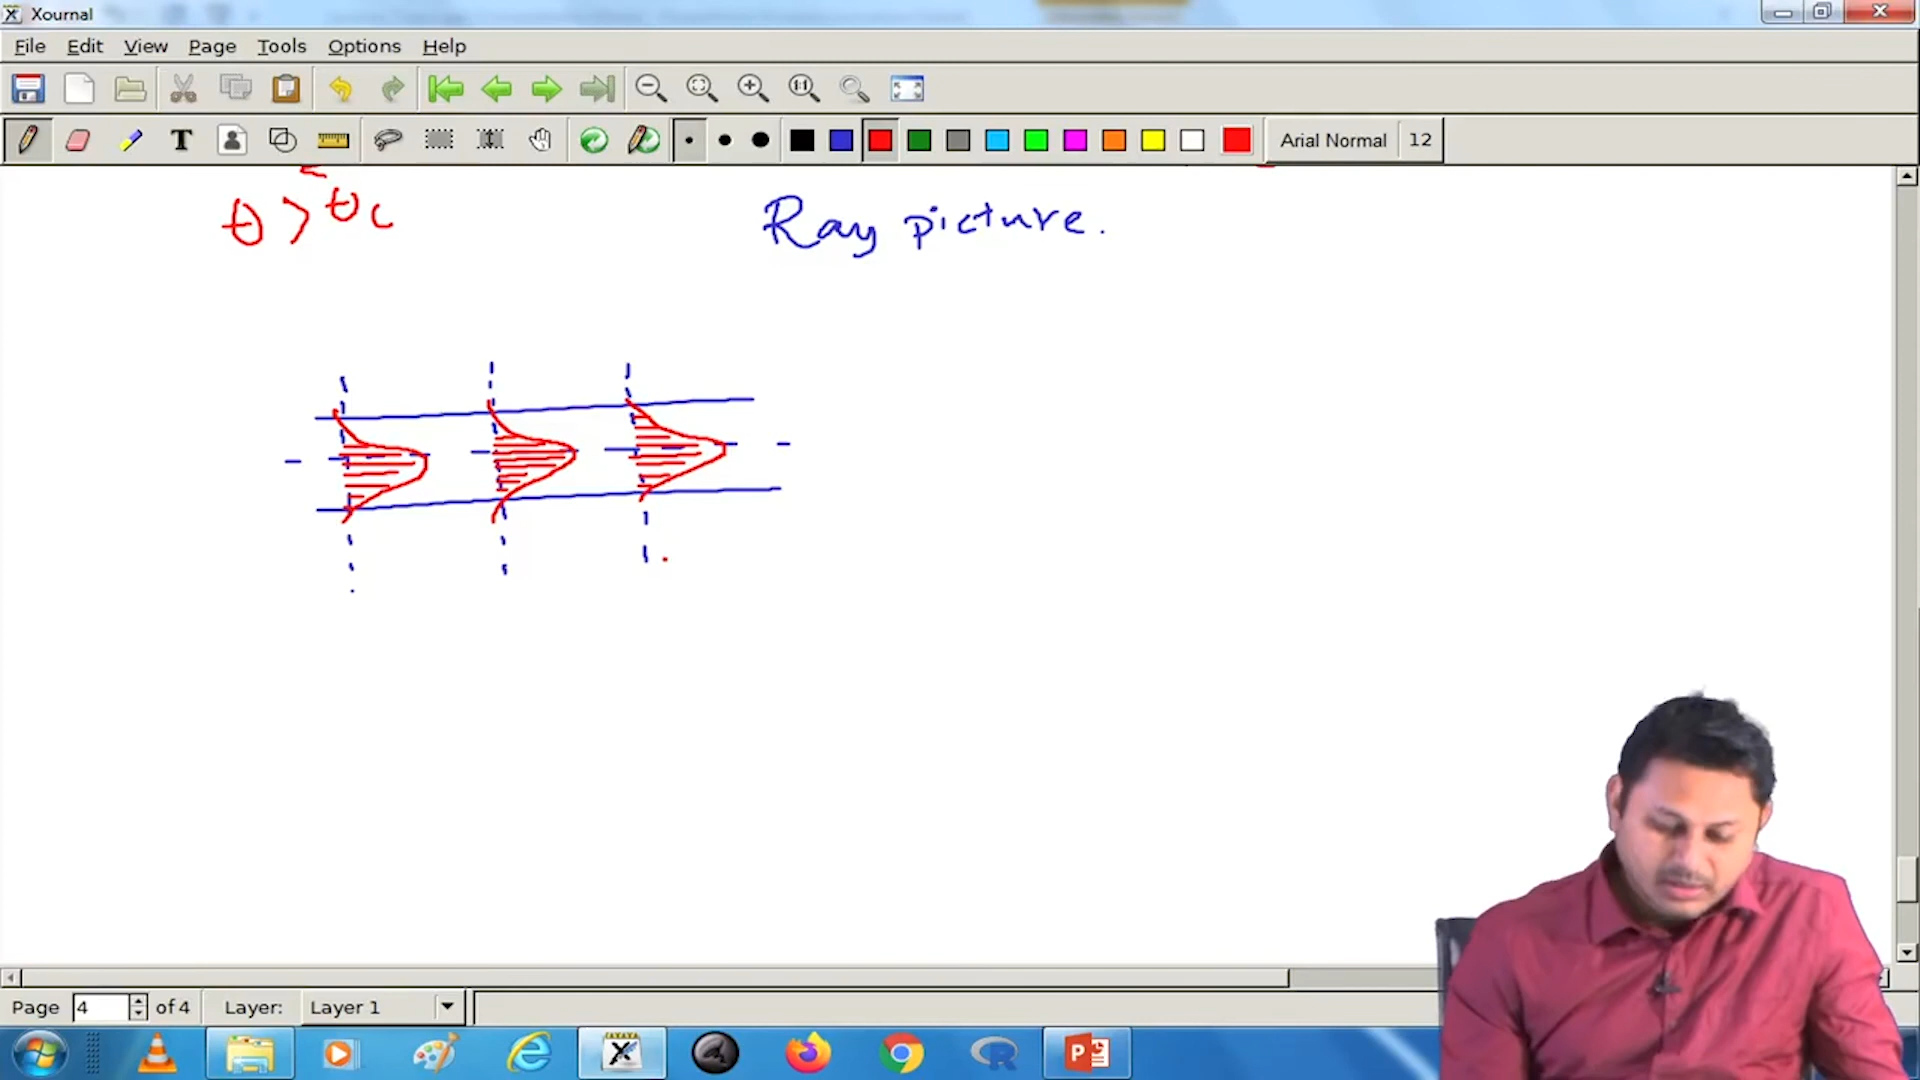 Xournal
File Edit View Page Tools Options Help
Arial Normal 12
θ > θc
Ray picture.
Page 4 of 4 Layer: Layer 1